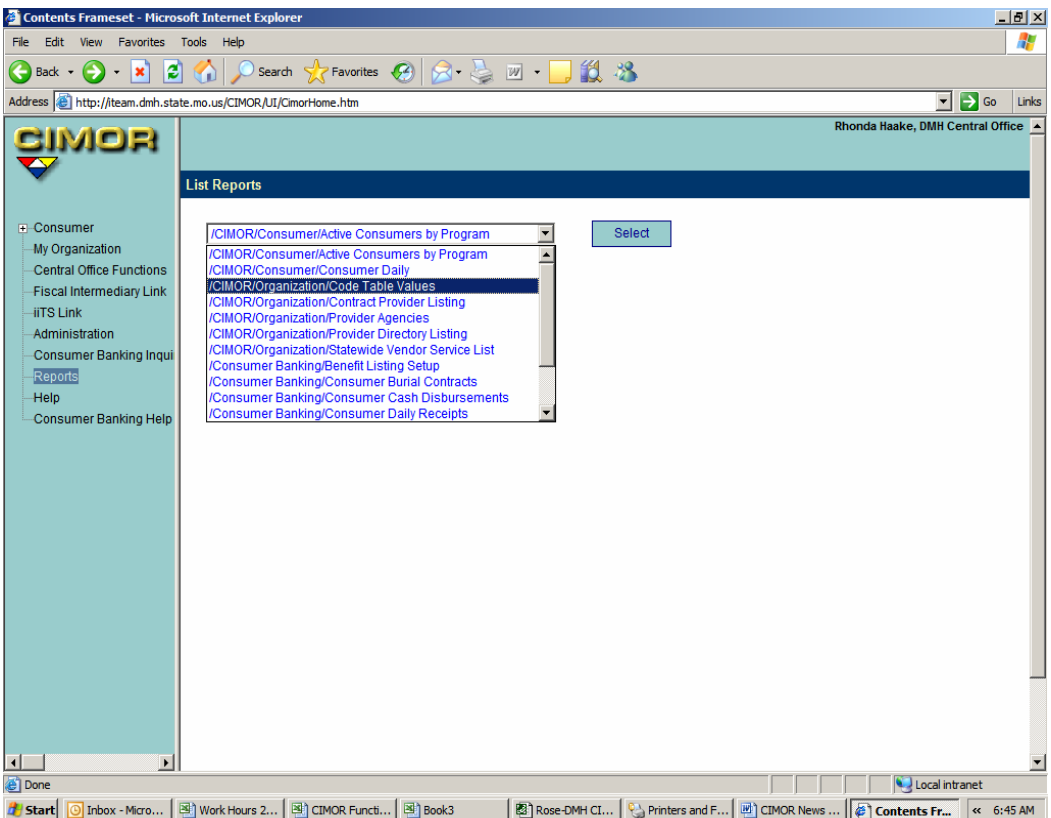 Contents Frameset - Microsoft Internet Explorer
File Edit View Favorites Tools Help
Back Search Favorites
Address http://iteam.dmh.state.mo.us/CIMOR/UI/CimorHome.htm Go Links
CIMOR
Rhonda Haake, DMH Central Office
List Reports
Consumer
My Organization
Central Office Functions
Fiscal Intermediary Link
iiTS Link
Administration
Consumer Banking Inqui
Reports
Help
Consumer Banking Help
/CIMOR/Consumer/Active Consumers by Program
Select
/CIMOR/Consumer/Active Consumers by Program
/CIMOR/Consumer/Consumer Daily
/CIMOR/Organization/Code Table Values
/CIMOR/Organization/Contract Provider Listing
/CIMOR/Organization/Provider Agencies
/CIMOR/Organization/Provider Directory Listing
/CIMOR/Organization/Statewide Vendor Service List
/Consumer Banking/Benefit Listing Setup
/Consumer Banking/Consumer Burial Contracts
/Consumer Banking/Consumer Cash Disbursements
/Consumer Banking/Consumer Daily Receipts
Done Local intranet
Start Inbox - Micro... Work Hours 2... CIMOR Functi... Book3 Rose-DMH CI... Printers and F... CIMOR News ... Contents Fr... « 6:45 AM